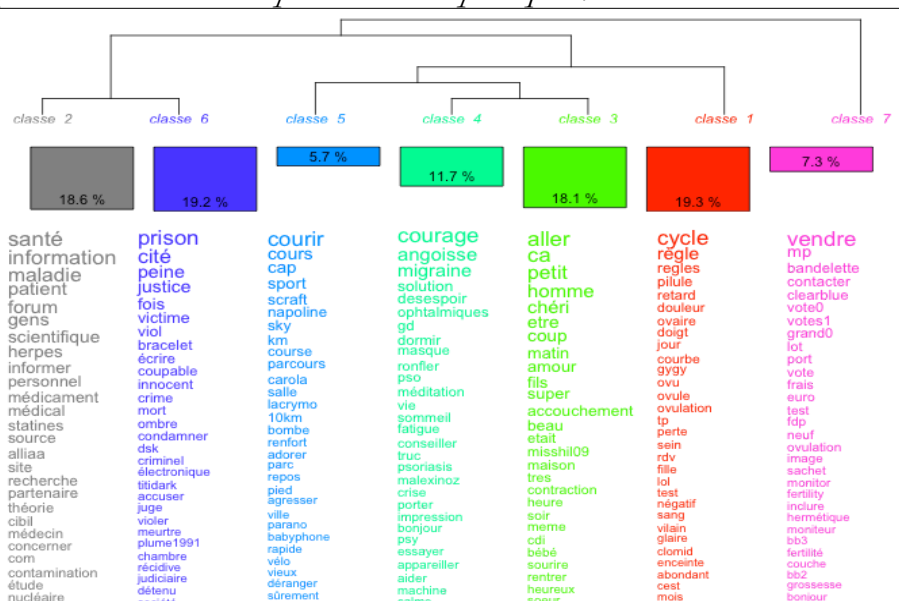 classe 2
classe 6
classe 5
classe 4
classe 3
classe 1
classe 7
18.6 %
19.2 %
5.7 %
11.7 %
18.1 %
19.3 %
7.3 %
santé
information
maladie
patient
forum
gens
scientifique
herpes
informer
personnel
médicament
médical
statines
source
alliaa
site
recherche
partenaire
théorie
cibil
médecin
concerner
com
contamination
étude
nucléaire
prison
cité
peine
justice
fois
victime
viol
bracelet
écrire
coupable
innocent
crime
mort
ombre
condamner
dsk
criminel
électronique
titidark
accuser
juge
violer
meurtre
plume1991
chambre
récidive
judiciaire
détenu
courir
cours
cap
sport
scraft
napoline
sky
km
course
parcours
carola
salle
lacrymo
10km
bombe
renfort
adorer
parc
repos
pied
agresser
ville
parano
babyphone
rapide
vélo
vieux
déranger
sûrement
courage
angoisse
migraine
solution
desespoir
ophtalmiques
gd
dormir
masque
ronfler
pso
méditation
vie
sommeil
fatigue
conseiller
truc
psoriasis
malexinoz
crise
porter
impression
bonjour
psy
essayer
appareiller
aider
machine
aller
ca
petit
homme
chéri
etre
coup
matin
amour
fils
super
accouchement
beau
etait
misshil09
maison
tres
contraction
heure
soir
meme
cdi
bébé
sourire
rentrer
heureux
cycle
règle
regles
pilule
retard
douleur
ovaire
doigt
jour
courbe
gygy
ovu
ovule
ovulation
tp
perte
sein
rdv
fille
lol
test
négatif
sang
vilain
glaire
clomid
enceinte
abondant
cest
mois
vendre
mp
bandelette
contacter
clearblue
vote0
votes1
grand0
lot
port
vote
frais
euro
test
fdp
neuf
ovulation
image
sachet
monitor
fertility
inclure
hermétique
moniteur
bb3
fertilité
couche
bb2
grossesse
bonjour